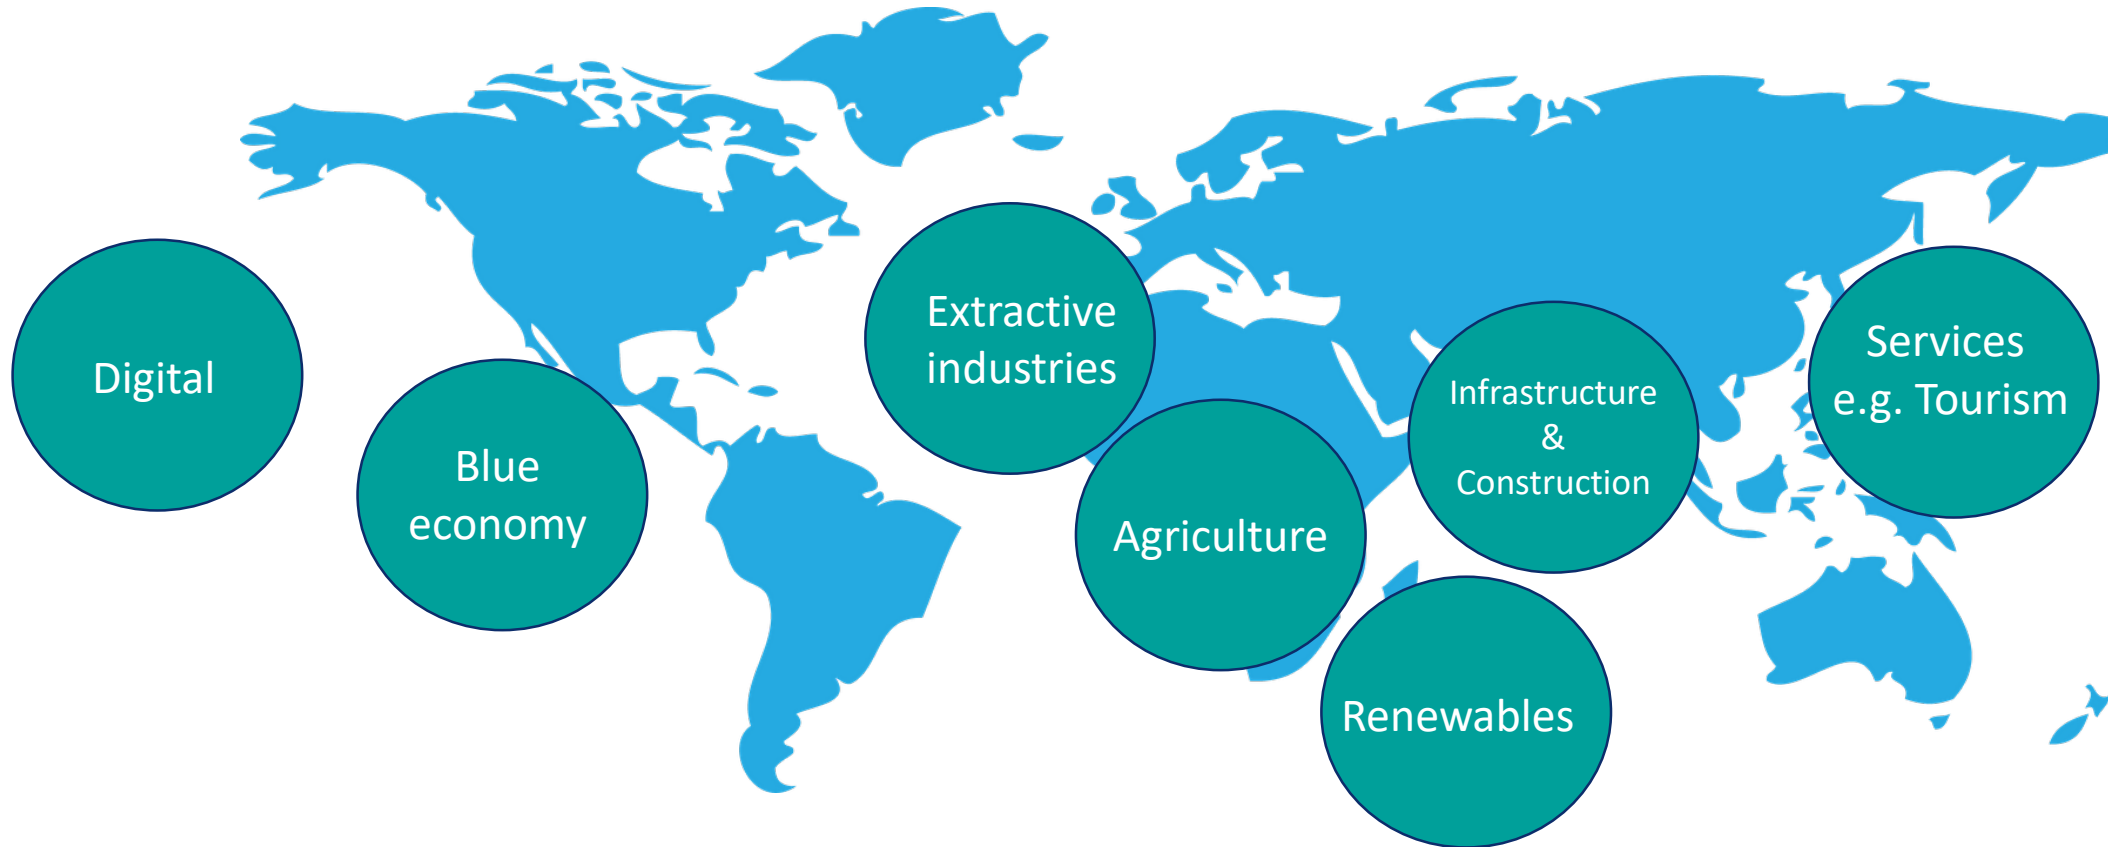 Digital
Blue
economy
Extractive
industries
Agriculture
Infrastructure
&
Construction
Renewables
Services
e.g. Tourism